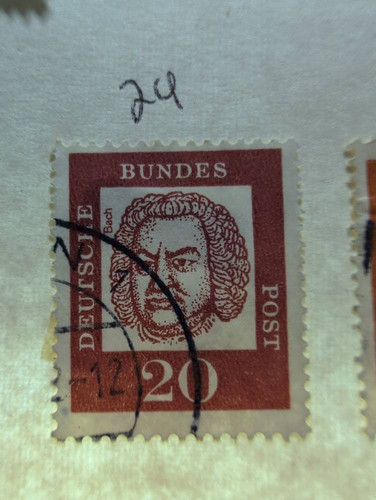 24
BUNDES
DEUTSCHE
Bach
POST
20
-12